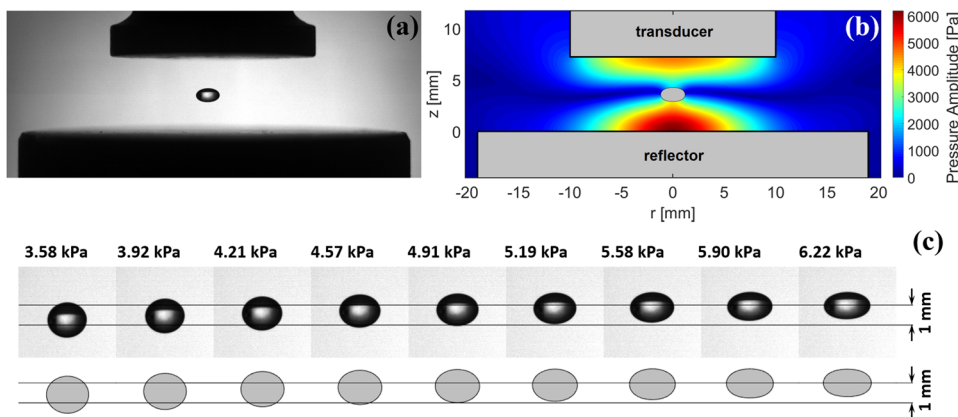 (a)
(b)
transducer
reflector
z [mm]
10
5
0
-20 -15 -10 -5 0 5 10 15 20
r [mm]
6000
5000
4000
3000
2000
1000
0
Pressure Amplitude [Pa]
(c)
3.58 kPa 3.92 kPa 4.21 kPa 4.57 kPa 4.91 kPa 5.19 kPa 5.58 kPa 5.90 kPa 6.22 kPa
1 mm
1 mm